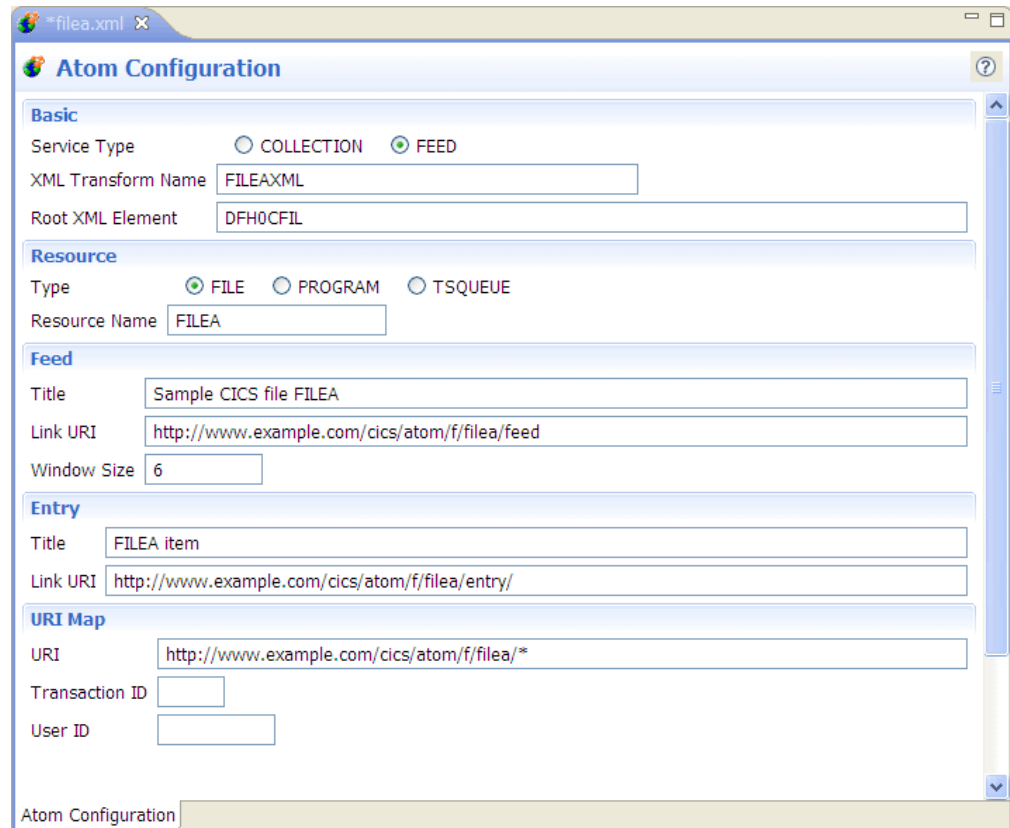 *filea.xml
Atom Configuration
Basic
Service Type COLLECTION FEED
XML Transform Name FILEAXML
Root XML Element DFH0CFIL
Resource
Type FILE PROGRAM TSQUEUE
Resource Name FILEA
Feed
Title Sample CICS file FILEA
Link URI http://www.example.com/cics/atom/f/filea/feed
Window Size 6
Entry
Title FILEA item
Link URI http://www.example.com/cics/atom/f/filea/entry/
URI Map
URI http://www.example.com/cics/atom/f/filea/*
Transaction ID
User ID
Atom Configuration